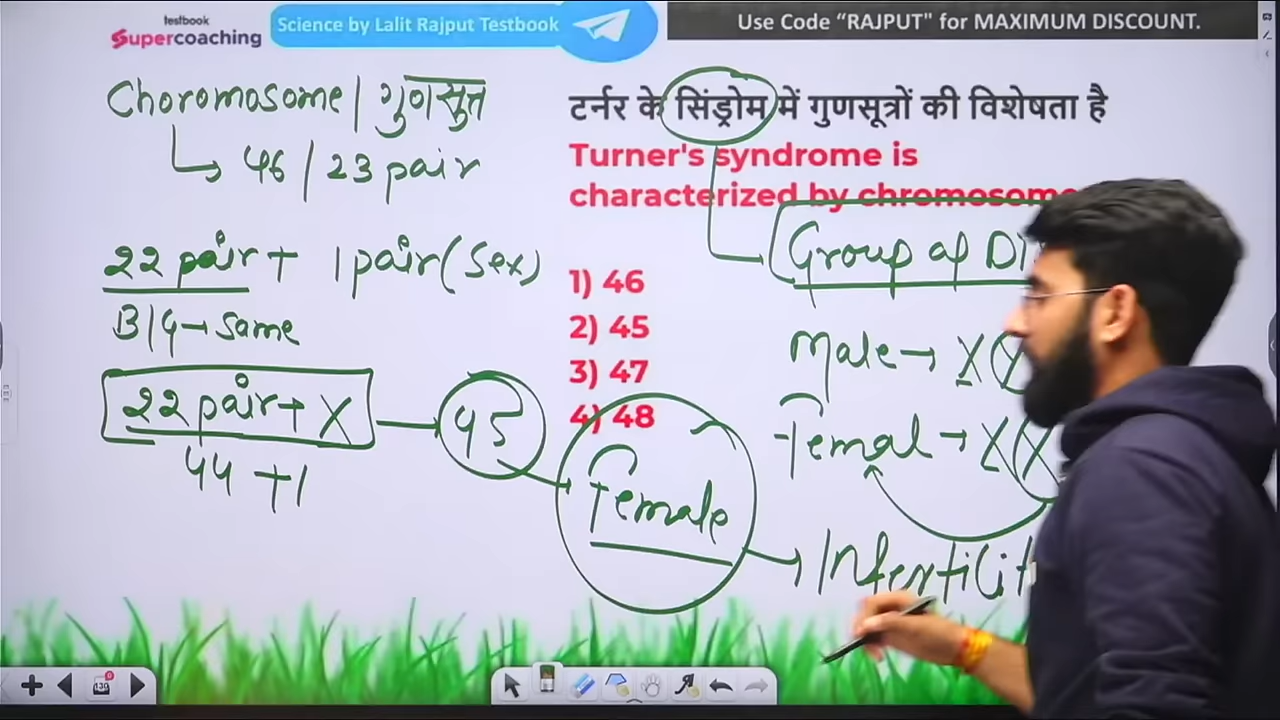 testbook
Supercoaching
Science by Lalit Rajput Testbook
Use Code “RAJPUT" for MAXIMUM DISCOUNT.
Choromosome | गुणसुत्त
46 / 23 pair
22 pair + 1 pair (Sex)
B/G → Same
22 pair + X → 45
44 + 1
टर्नर के सिंड्रोम में गुणसूत्रों की विशेषता है
Turner's syndrome is
characterized by chromosome
1) 46
2) 45
3) 47
4) 48
Group of
Male → X
Femal → X X
Female
130